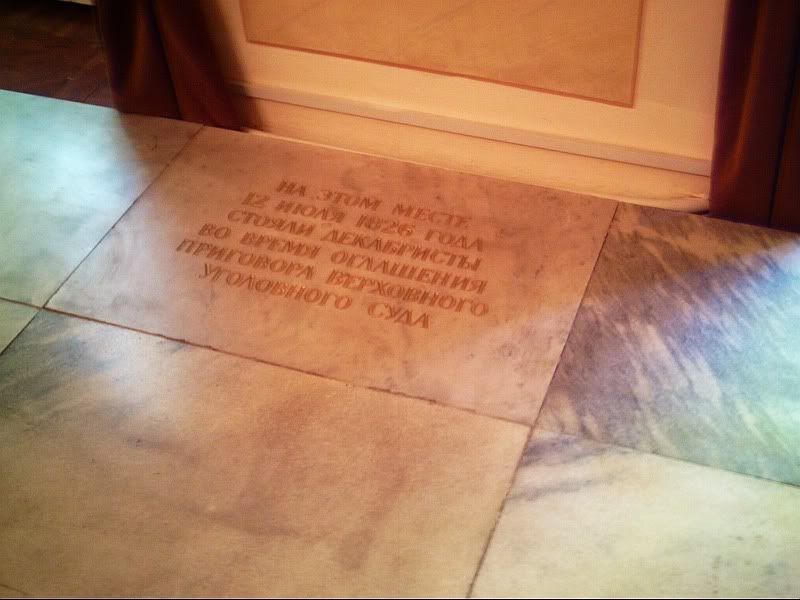 НА ЭТОМ МЕСТЕ
12 ИЮЛЯ 1826 ГОДА
СТОЯЛИ ДЕКАБРИСТЫ
ВО ВРЕМЯ ОГЛАШЕНИЯ
ПРИГОВОРА ВЕРХОВНОГО
УГОЛОВНОГО СУДА